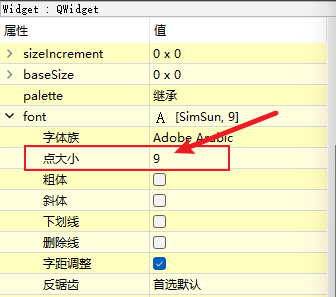 Widget : QWidget
属性 值
sizeIncrement 0 x 0
baseSize 0 x 0
palette 继承
font A [SimSun, 9]
字体族 Adobe Arabic
点大小 9
粗体
斜体
下划线
删除线
字距调整
反锯齿 首选默认